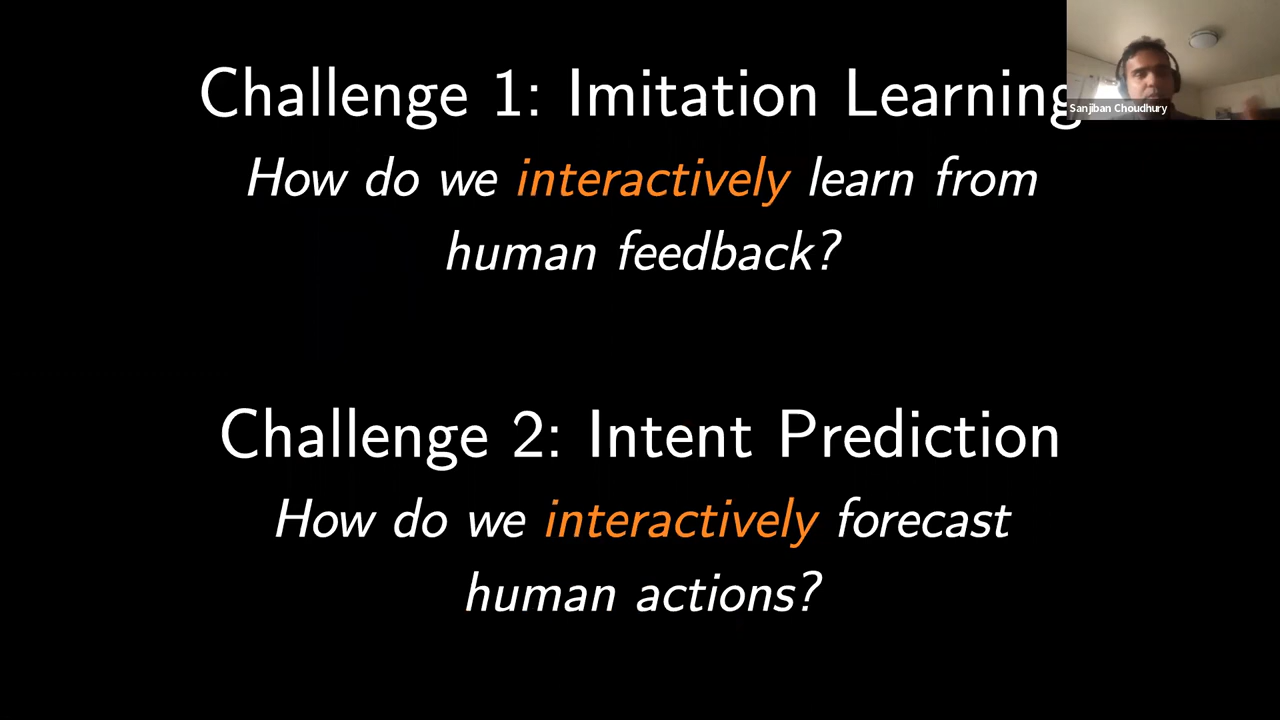 Challenge 1: Imitation Learning
Sanjiban Choudhury
How do we interactively learn from
human feedback?
Challenge 2: Intent Prediction
How do we interactively forecast
human actions?